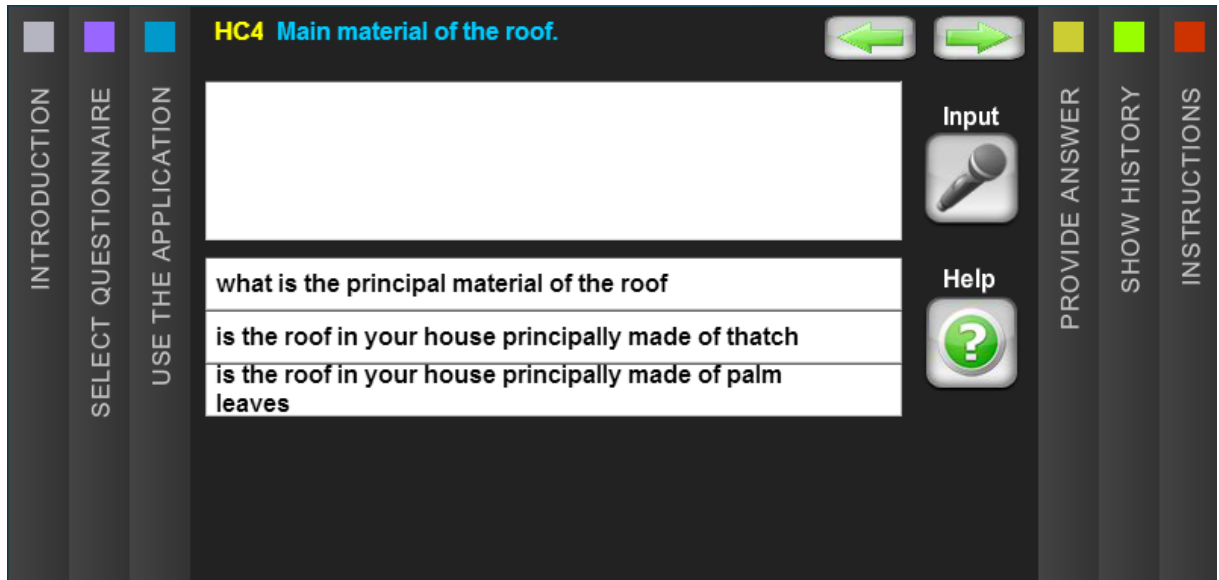 INTRODUCTION
SELECT QUESTIONNAIRE
USE THE APPLICATION
HC4 Main material of the roof.
Input
what is the principal material of the roof
is the roof in your house principally made of thatch
is the roof in your house principally made of palm
leaves
Help
?
PROVIDE ANSWER
SHOW HISTORY
INSTRUCTIONS